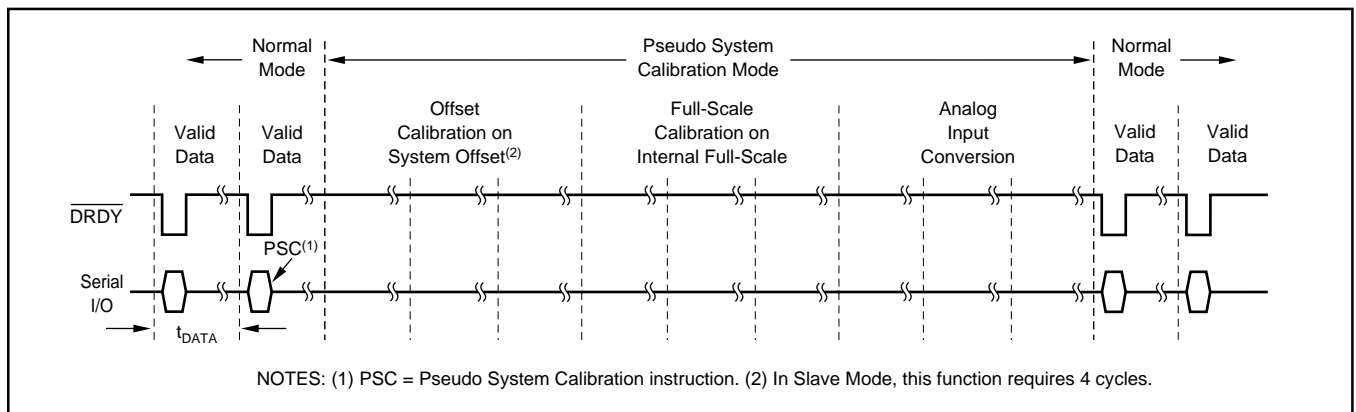 Normal
Mode
Pseudo System
Calibration Mode
Normal
Mode
Valid
Data
Valid
Data
Offset
Calibration on
System Offset(2)
Full-Scale
Calibration on
Internal Full-Scale
Analog
Input
Conversion
Valid
Data
Valid
Data
DRDY
PSC(1)
Serial
I/O
tDATA
NOTES: (1) PSC = Pseudo System Calibration instruction. (2) In Slave Mode, this function requires 4 cycles.